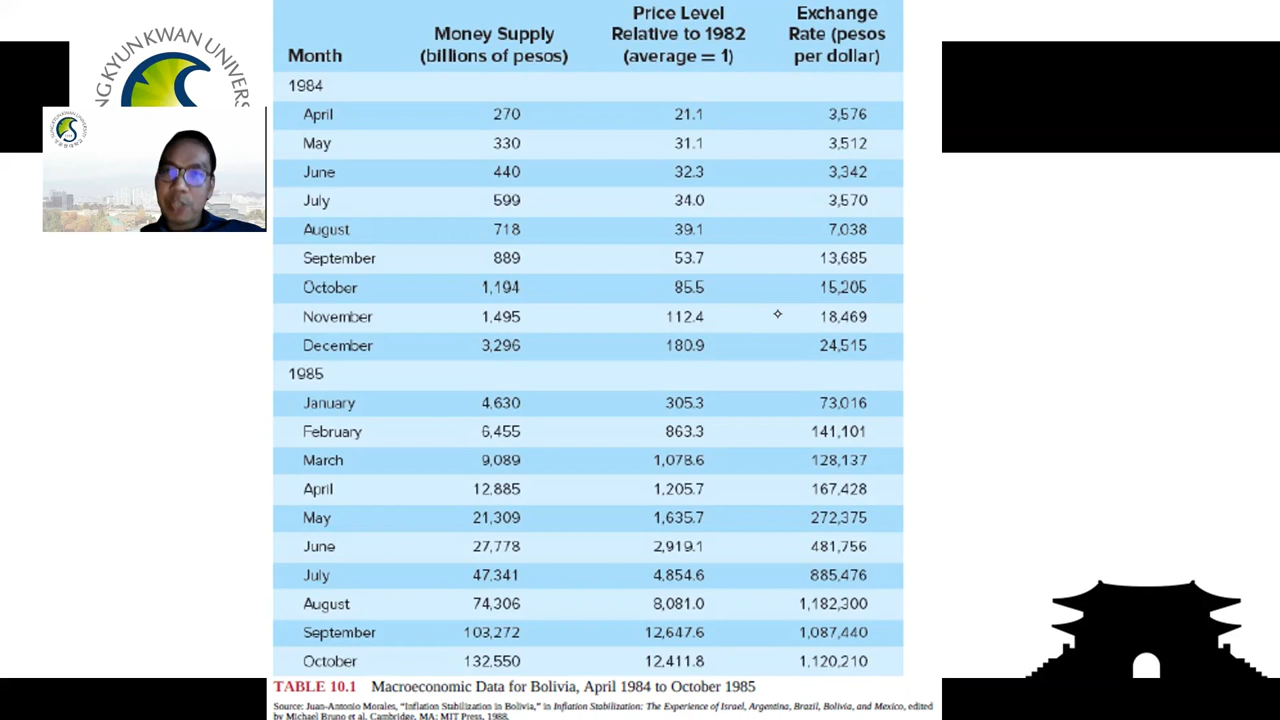 NGKYUNKWAN UNIVERS
Month Money Supply (billions of pesos) Price Level Relative to 1982 (average = 1) Exchange Rate (pesos per dollar)
1984
April 270 21.1 3,576
May 330 31.1 3,512
June 440 32.3 3,342
July 599 34.0 3,570
August 718 39.1 7,038
September 889 53.7 13,685
October 1,194 85.5 15,205
November 1,495 112.4 18,469
December 3,296 180.9 24,515
1985
January 4,630 305.3 73,016
February 6,455 863.3 141,101
March 9,089 1,078.6 128,137
April 12,885 1,205.7 167,428
May 21,309 1,635.7 272,375
June 27,778 2,919.1 481,756
July 47,341 4,854.6 885,476
August 74,306 8,081.0 1,182,300
September 103,272 12,647.6 1,087,440
October 132,550 12,411.8 1,120,210
TABLE 10.1 Macroeconomic Data for Bolivia, April 1984 to October 1985
Source: Juan-Antonio Morales, "Inflation Stabilization in Bolivia," in Inflation Stabilization: The Experience of Israel, Argentina, Brazil, Bolivia, and Mexico, edited
by Michael Bruno et al. Cambridge, MA: MIT Press, 1988.